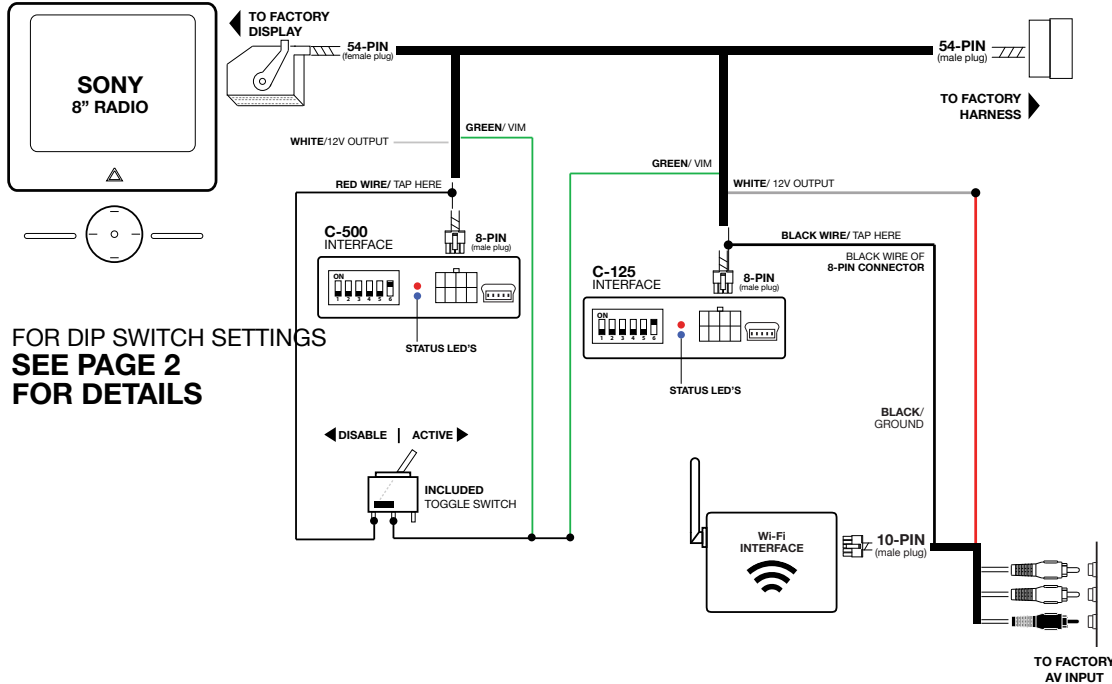 TO FACTORY
DISPLAY
SONY
8" RADIO
54-PIN
(female plug)
54-PIN
(male plug)
TO FACTORY
HARNESS
GREEN/ VIM
WHITE/12V OUTPUT
RED WIRE/ TAP HERE
GREEN/ VIM
WHITE/ 12V OUTPUT
BLACK WIRE/ TAP HERE
BLACK WIRE OF
8-PIN CONNECTOR
C-500
INTERFACE
8-PIN
(male plug)
ON
1 2 3 4 5 6
STATUS LED'S
C-125
INTERFACE
8-PIN
(male plug)
ON
1 2 3 4 5 6
STATUS LED'S
FOR DIP SWITCH SETTINGS
SEE PAGE 2
FOR DETAILS
DISABLE | ACTIVE
INCLUDED
TOGGLE SWITCH
BLACK/
GROUND
Wi-Fi
INTERFACE
10-PIN
(male plug)
TO FACTORY
AV INPUT